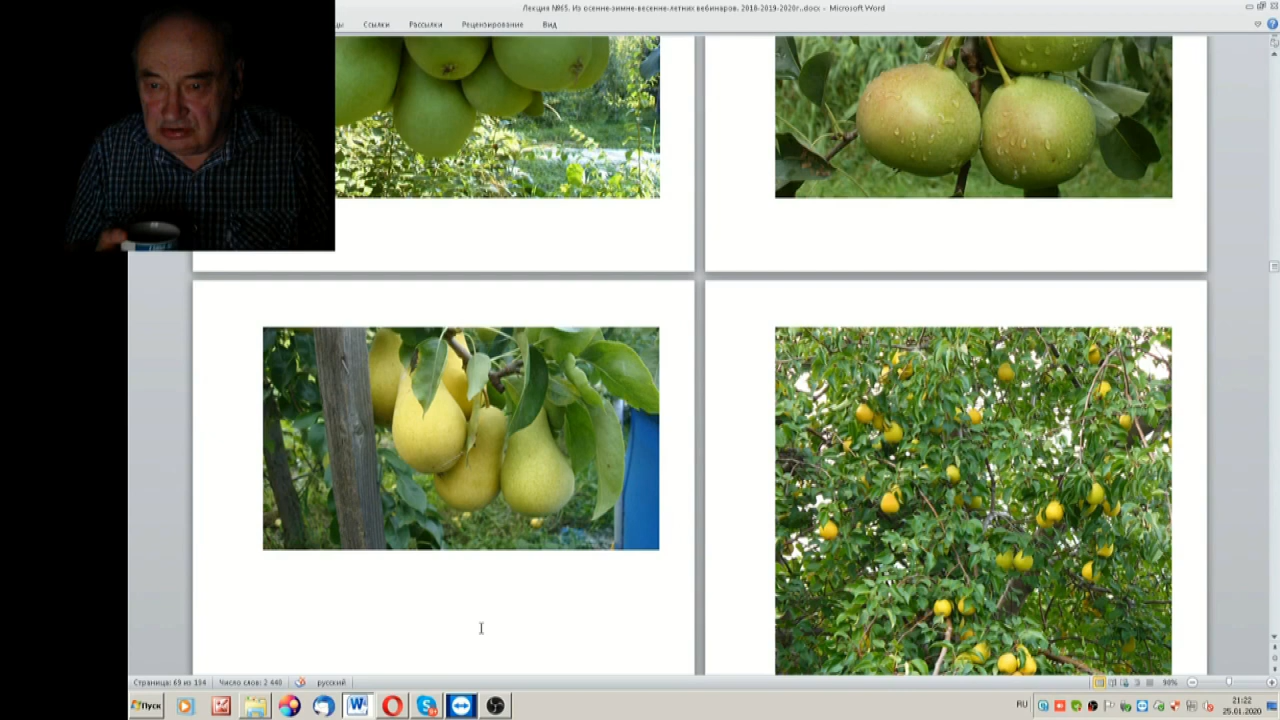 Лекция №65. Из осенне-зимне-весенне-летних вебинаров. 2018-2019-2020г..docx - Microsoft Word
Ссылки Рассылки Рецензирование Вид
Страница: 69 из 194 Число слов: 2 440 русский 90%
Пуск RU 21:22
25.01.2020